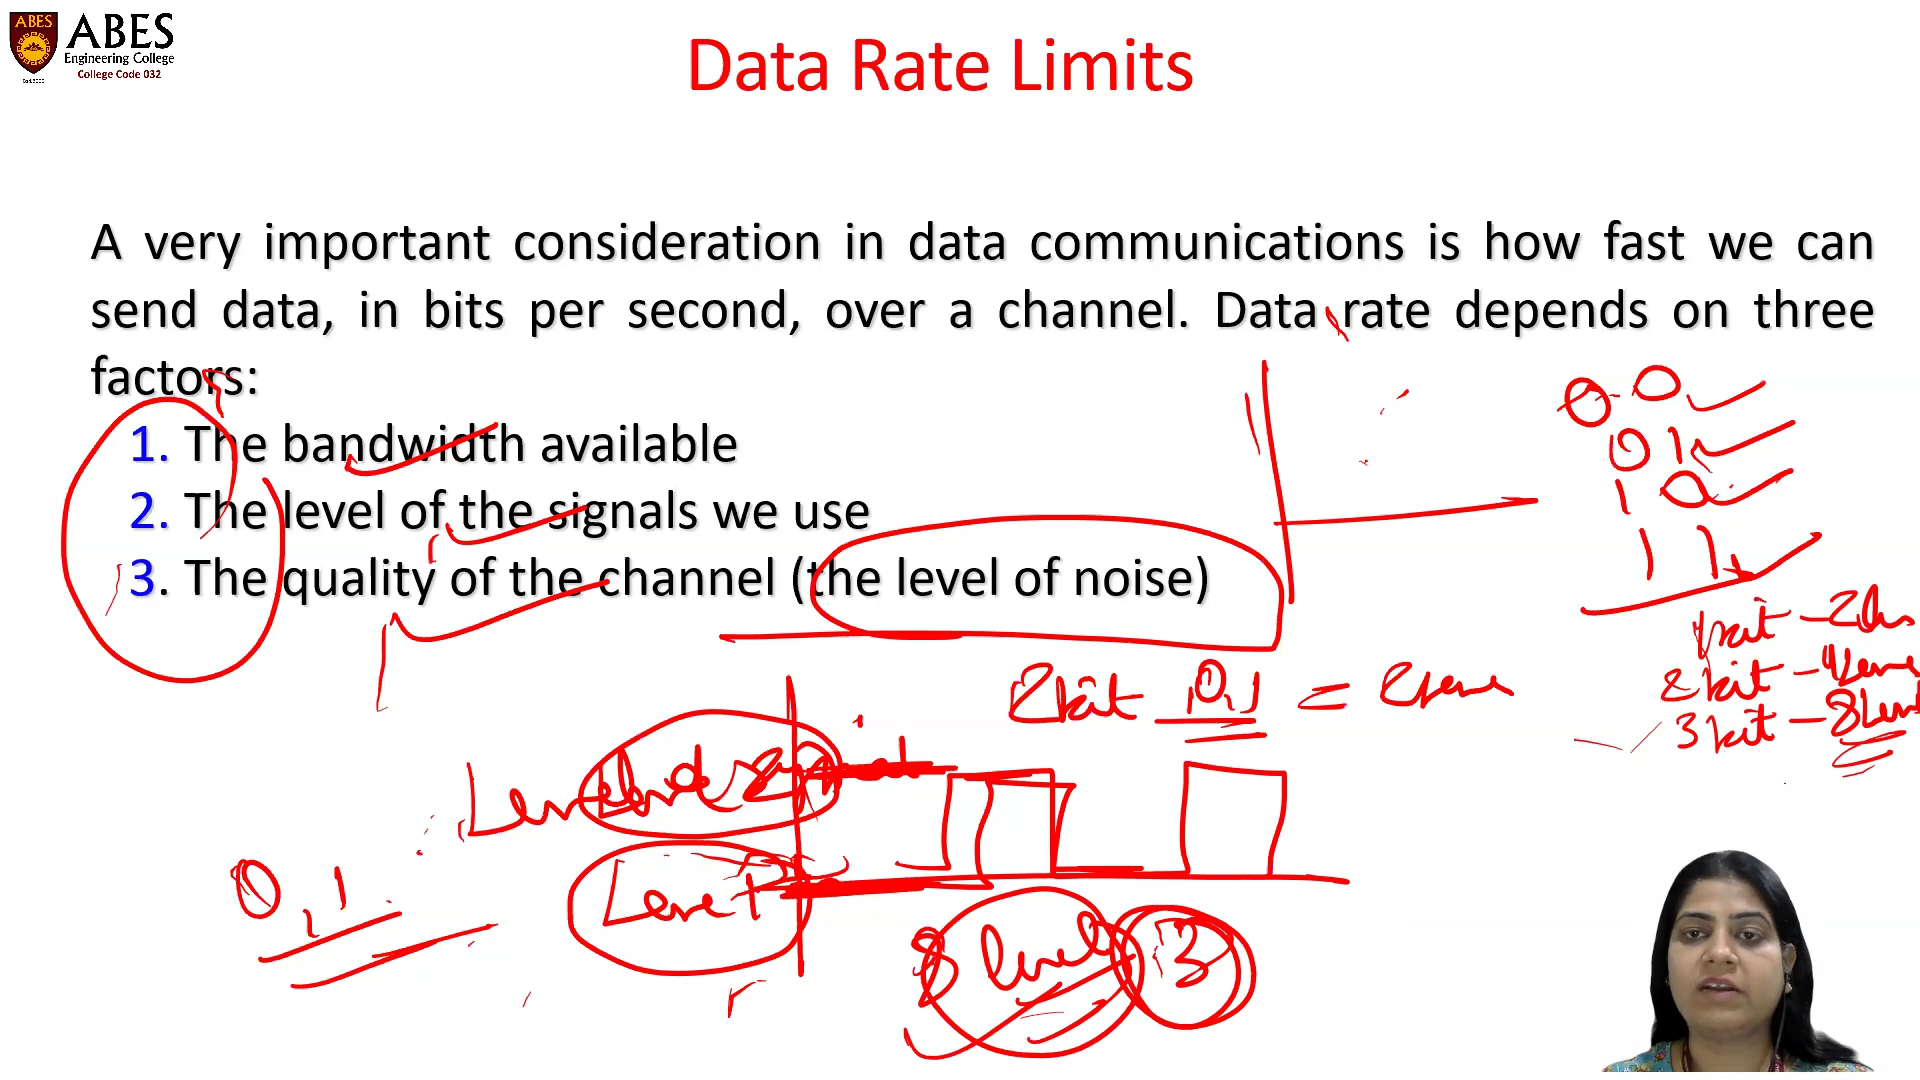 ABES
ABES
Engineering College
College Code 032
Data Rate Limits
A very important consideration in data communications is how fast we can
send data, in bits per second, over a channel. Data rate depends on three
factors:
1. The bandwidth available
2. The level of the signals we use
3. The quality of the channel (the level of noise)
0 0
0 1
1 0
1 1
1 bit - 2
2 bit - 4
3 bit - 8 Level
2 bit 0,1 =
Level 2
0, 1
Level 1
8 level 3